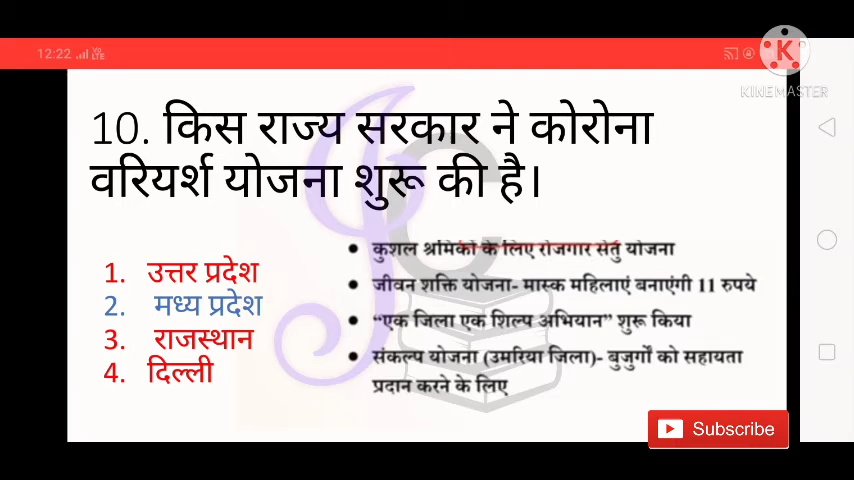 12:22
KINEMASTER
10. किस राज्य सरकार ने कोरोना
वरियर्श योजना शुरू की है।
1. उत्तर प्रदेश
2. मध्य प्रदेश
3. राजस्थान
4. दिल्ली
• कुशल श्रमिकों के लिए रोजगार सेतु योजना
• जीवन शक्ति योजना- मास्क महिलाएं बनाएंगी 11 रुपये
• “एक जिला एक शिल्प अभियान” शुरू किया
• संकल्प योजना (उमरिया जिला)- बुजुर्गों को सहायता
प्रदान करने के लिए
Subscribe